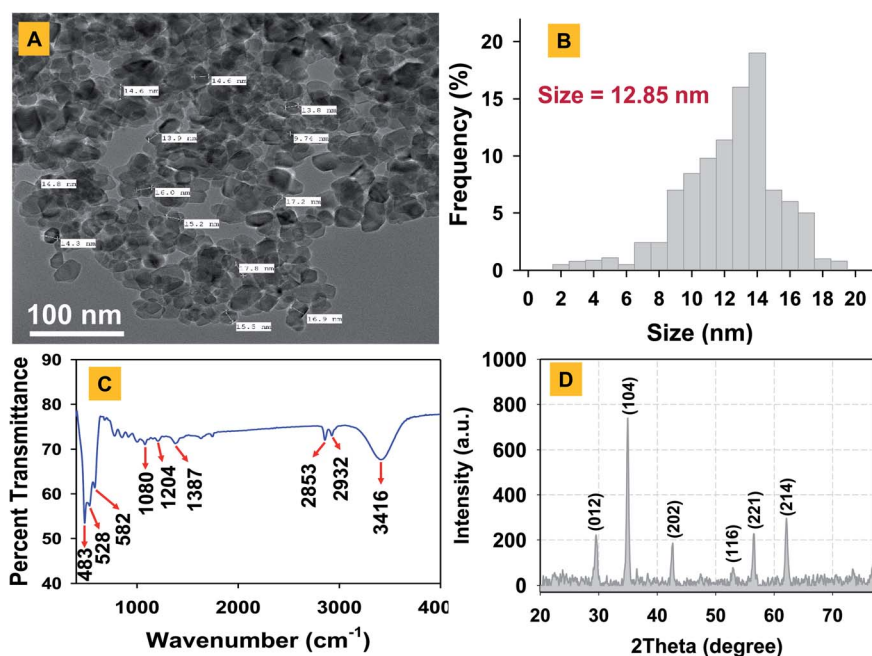 A
14.6 nm
14.6 nm
13.8 nm
13.9 nm
9.74 nm
14.8 nm
16.0 nm
17.2 nm
15.2 nm
14.3 nm
17.8 nm
15.5 nm
16.9 nm
100 nm
B
Size = 12.85 nm
Frequency (%)
20
15
10
5
0
0 2 4 6 8 10 12 14 16 18 20
Size (nm)
C
Percent Transmittance
90
80
70
60
50
40
483
528
582
1080
1204
1387
2853
2932
3416
1000 2000 3000 400
Wavenumber (cm⁻¹)
D
Intensity (a.u.)
1000
800
600
400
200
0
(012)
(104)
(202)
(116)
(221)
(214)
20 30 40 50 60 70
2Theta (degree)